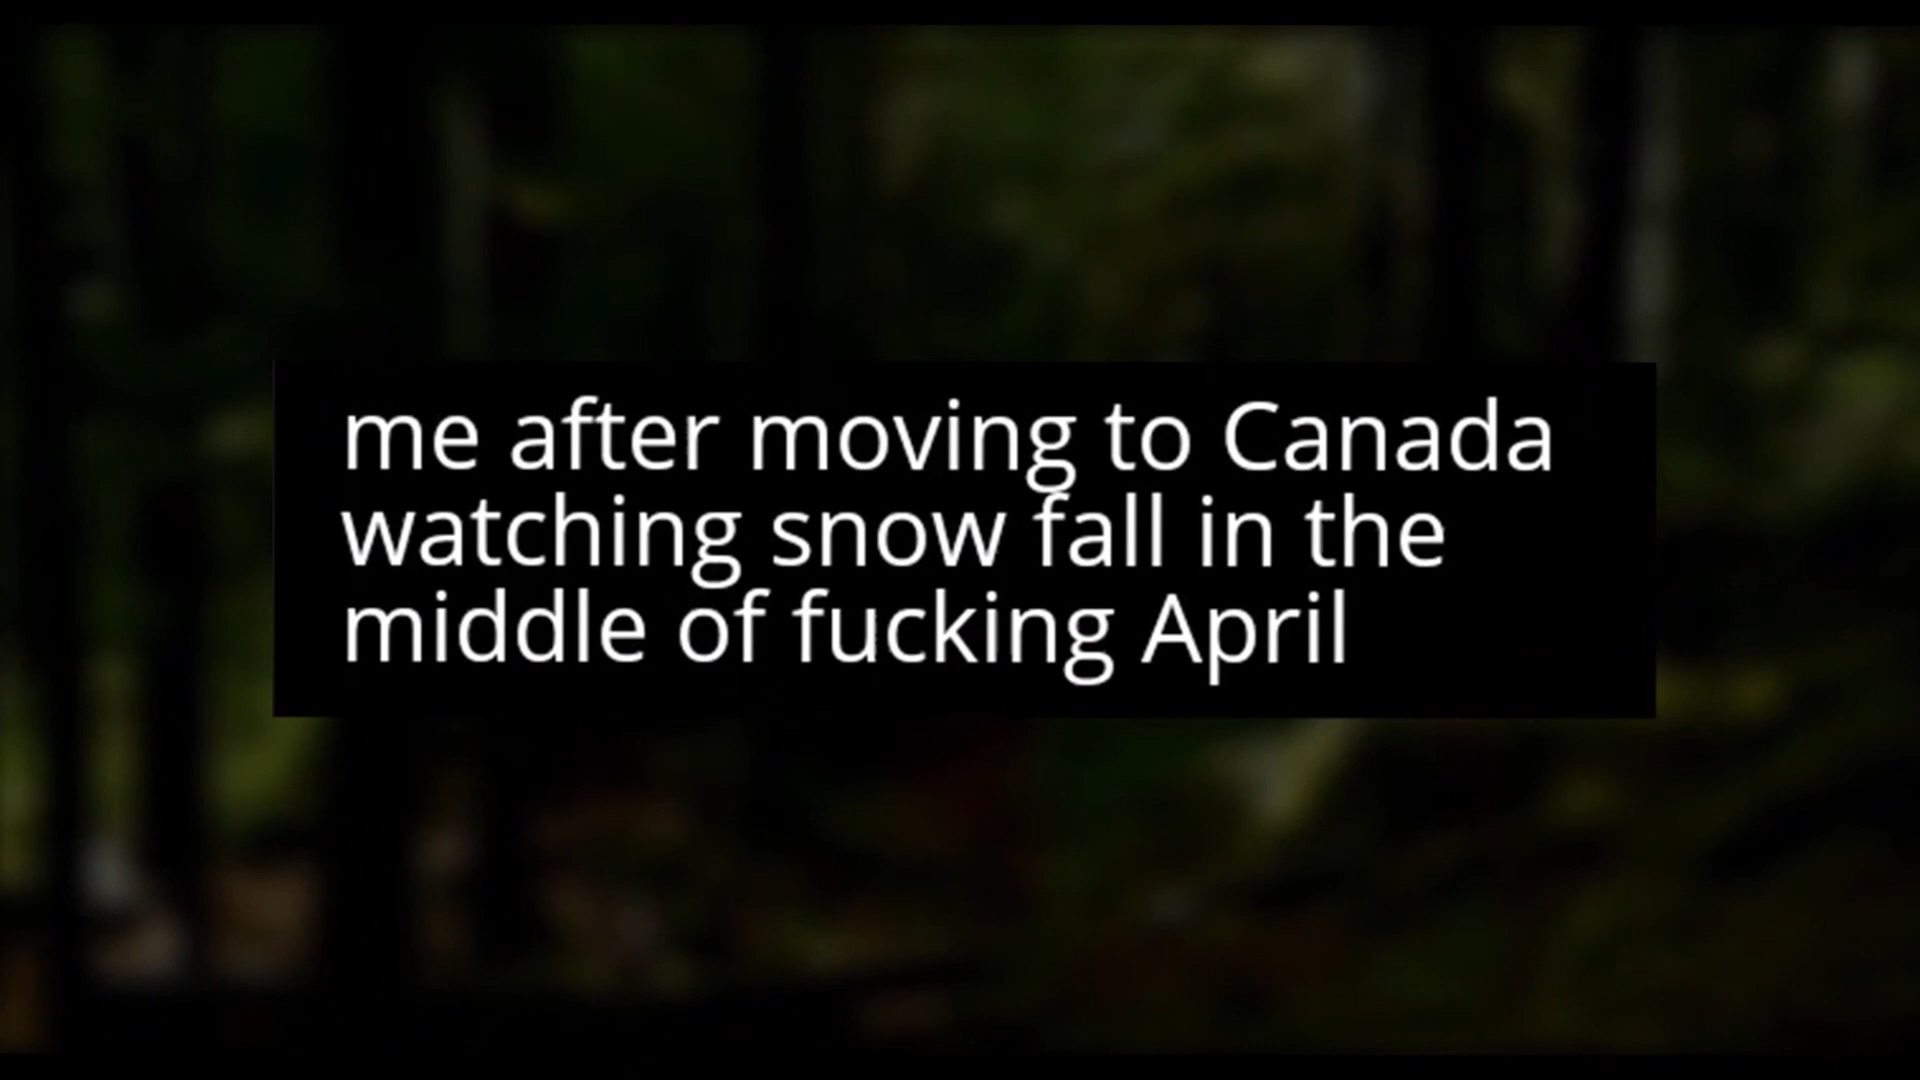 me after moving to Canada
watching snow fall in the
middle of fucking April